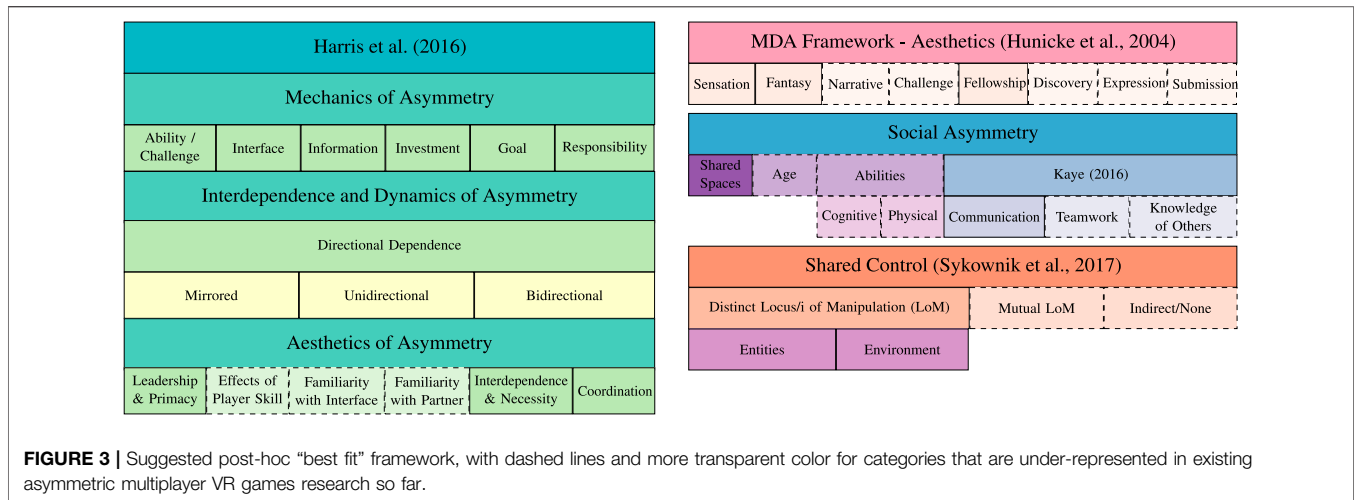 Harris et al. (2016)
Mechanics of Asymmetry
Ability /
Challenge
Interface
Information
Investment
Goal
Responsibility
Interdependence and Dynamics of Asymmetry
Directional Dependence
Mirrored
Unidirectional
Bidirectional
Aesthetics of Asymmetry
Leadership
& Primacy
Effects of
Player Skill
Familiarity
with Interface
Familiarity
with Partner
Interdependence
& Necessity
Coordination
MDA Framework - Aesthetics (Hunicke et al., 2004)
Sensation
Fantasy
Narrative
Challenge
Fellowship
Discovery
Expression
Submission
Social Asymmetry
Shared
Spaces
Age
Abilities
Kaye (2016)
Cognitive
Physical
Communication
Teamwork
Knowledge
of Others
Shared Control (Sykownik et al., 2017)
Distinct Locus/i of Manipulation (LoM)
Mutual LoM
Indirect/None
Entities
Environment
FIGURE 3 | Suggested post-hoc “best fit” framework, with dashed lines and more transparent color for categories that are under-represented in existing
asymmetric multiplayer VR games research so far.